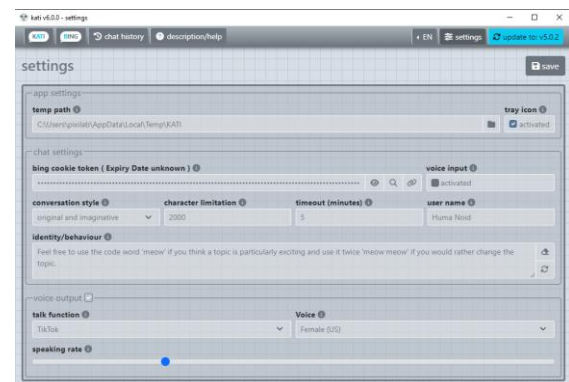 kati v6.0.0 - settings
KATI BING chat history description/help EN settings update to: v5.0.2
settings save
app settings
temp path tray icon
C:\Users\pixilab\AppData\Local\Temp\KATI activated
chat settings
bing cookie token ( Expiry Date unknown ) voice input
activated
conversation style character limitation timeout (minutes) user name
original and imaginative 2000 5 Huma Noid
identity/behaviour
Feel free to use the code word 'meow' if you think a topic is particularly exciting and use it twice 'meow meow' if you would rather change the
topic.
voice output
talk function Voice
TikTok Female (US)
speaking rate